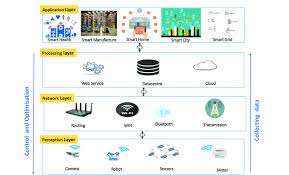 Application Layer
Smart Health
Smart Manufacture
Smart Home
Smart City
Smart Grid
Processing layer
Web Service
Datacentre
Cloud
Network Layer
Routing
WiFi
Bluetooth
Transmission
Perception Layer
Camera
Robot
Sensors
Meter
Control and Optimisation
Collecting data